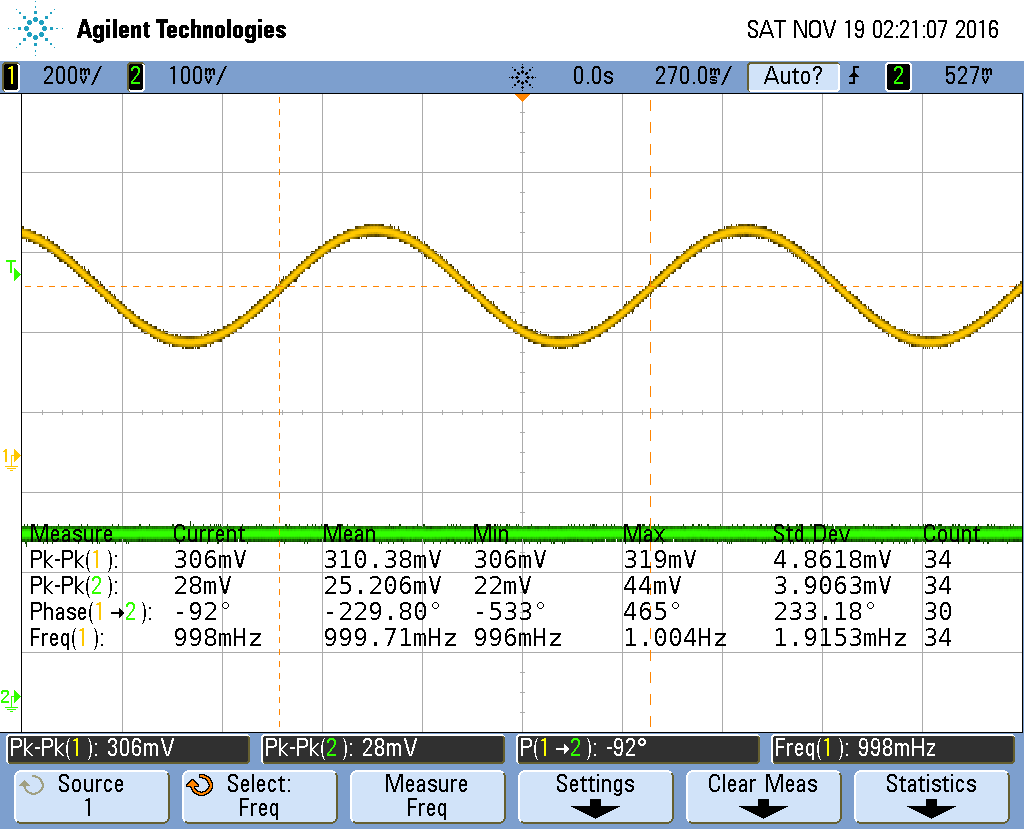 Agilent Technologies SAT NOV 19 02:21:07 2016
1 200mV/ 2 100mV/ 0.0s 270.0ms/ Auto? 2 527mV
T
1
2
Measure Current Mean Min Max Std Dev Count
Pk-Pk(1): 306mV 310.38mV 306mV 319mV 4.8618mV 34
Pk-Pk(2): 28mV 25.206mV 22mV 44mV 3.9063mV 34
Phase(1→2): -92° -229.80° -533° 465° 233.18° 30
Freq(1): 998mHz 999.71mHz 996mHz 1.004Hz 1.9153mHz 34
Pk-Pk(1): 306mV Pk-Pk(2): 28mV P(1→2): -92° Freq(1): 998mHz
Source Select: Measure Settings Clear Meas Statistics
1 Freq Freq